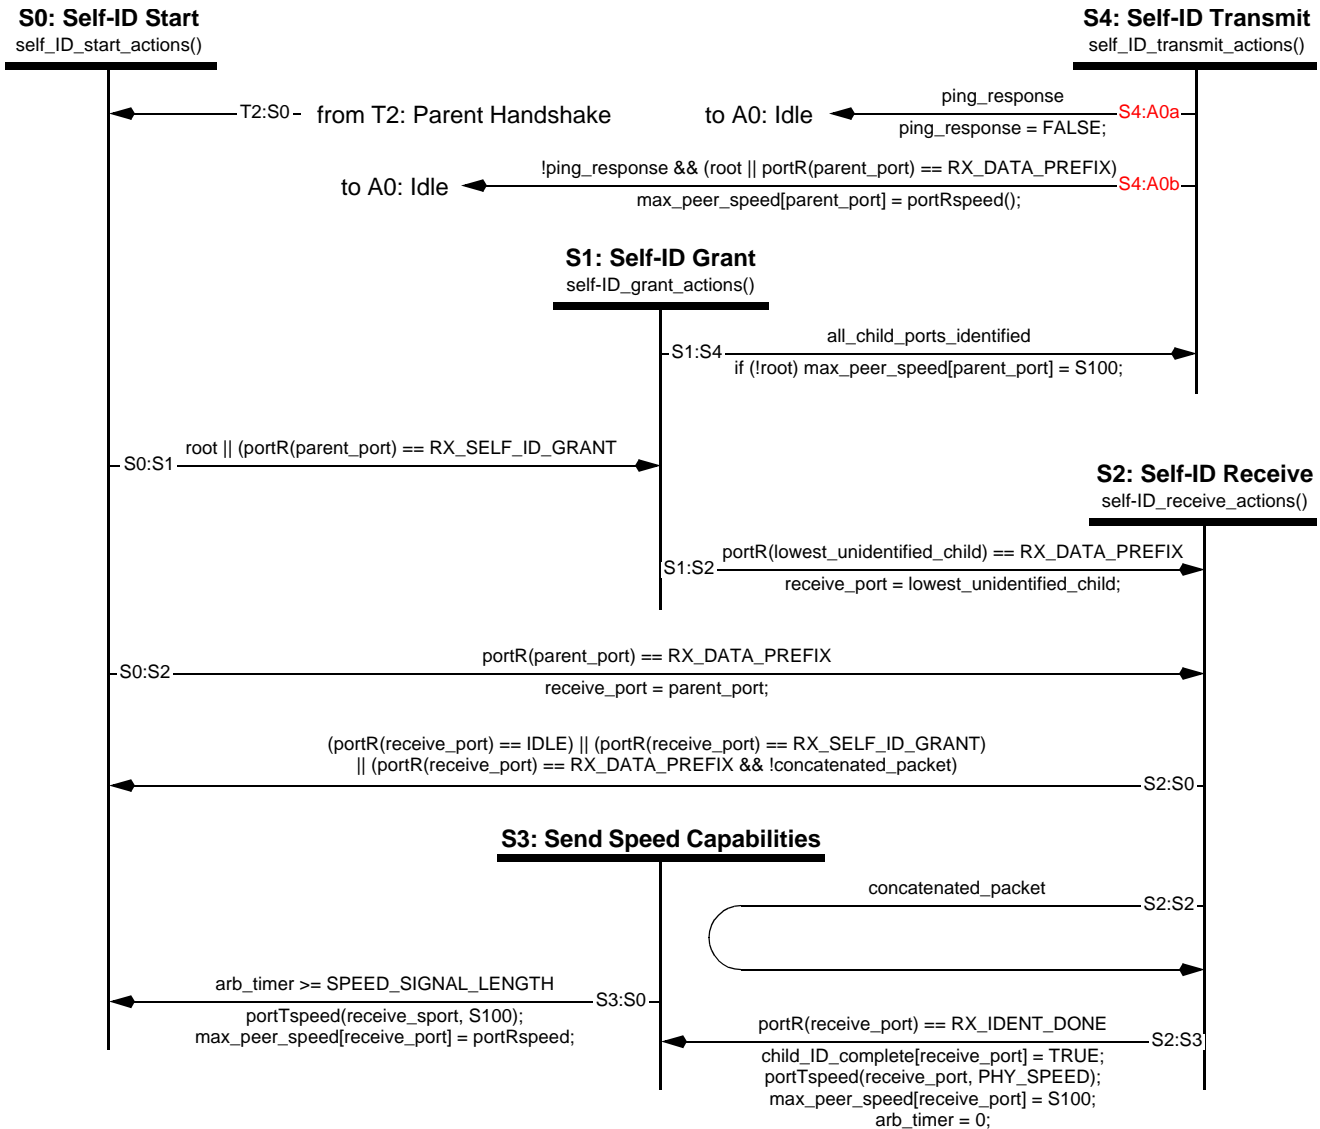 S0: Self-ID Start
self_ID_start_actions()
S4: Self-ID Transmit
self_ID_transmit_actions()
T2:S0
from T2: Parent Handshake
to A0: Idle
ping_response
S4:A0a
ping_response = FALSE;
to A0: Idle
!ping_response && (root || portR(parent_port) == RX_DATA_PREFIX)
S4:A0b
max_peer_speed[parent_port] = portRspeed();
S1: Self-ID Grant
self-ID_grant_actions()
S1:S4
all_child_ports_identified
if (!root) max_peer_speed[parent_port] = S100;
S0:S1
root || (portR(parent_port) == RX_SELF_ID_GRANT
S2: Self-ID Receive
self-ID_receive_actions()
S1:S2
portR(lowest_unidentified_child) == RX_DATA_PREFIX
receive_port = lowest_unidentified_child;
S0:S2
portR(parent_port) == RX_DATA_PREFIX
receive_port = parent_port;
(portR(receive_port) == IDLE) || (portR(receive_port) == RX_SELF_ID_GRANT)
|| (portR(receive_port) == RX_DATA_PREFIX && !concatenated_packet)
S2:S0
S3: Send Speed Capabilities
concatenated_packet
S2:S2
arb_timer >= SPEED_SIGNAL_LENGTH
S3:S0
portTspeed(receive_sport, S100);
max_peer_speed[receive_port] = portRspeed;
portR(receive_port) == RX_IDENT_DONE
S2:S3
child_ID_complete[receive_port] = TRUE;
portTspeed(receive_port, PHY_SPEED);
max_peer_speed[receive_port] = S100;
arb_timer = 0;